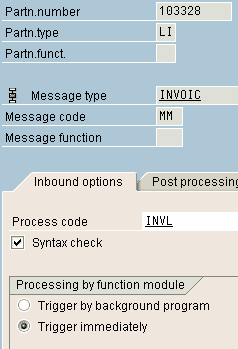 Partn.number 103328
Partn.type LI
Partn.funct.
Message type INVOIC
Message code MM
Message function
Inbound options Post processing
Process code INVL
Syntax check
Processing by function module
Trigger by background program
Trigger immediately